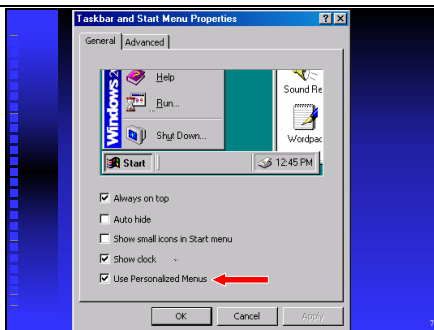 Taskbar and Start Menu Properties
General Advanced
Windows 2
Help
Run...
Shut Down...
Sound Re
Wordpac
Start
12:45 PM
Always on top
Auto hide
Show small icons in Start menu
Show clock
Use Personalized Menus
OK Cancel Apply
7